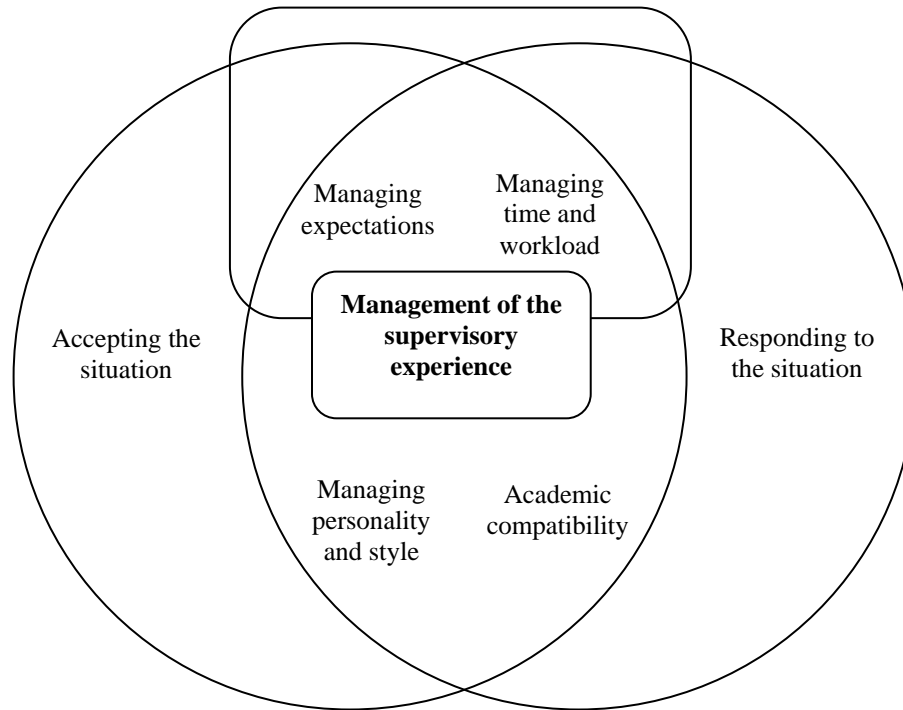 Managing
expectations
Managing
time and
workload
Management of the
supervisory
experience
Accepting the
situation
Responding to
the situation
Managing
personality
and style
Academic
compatibility